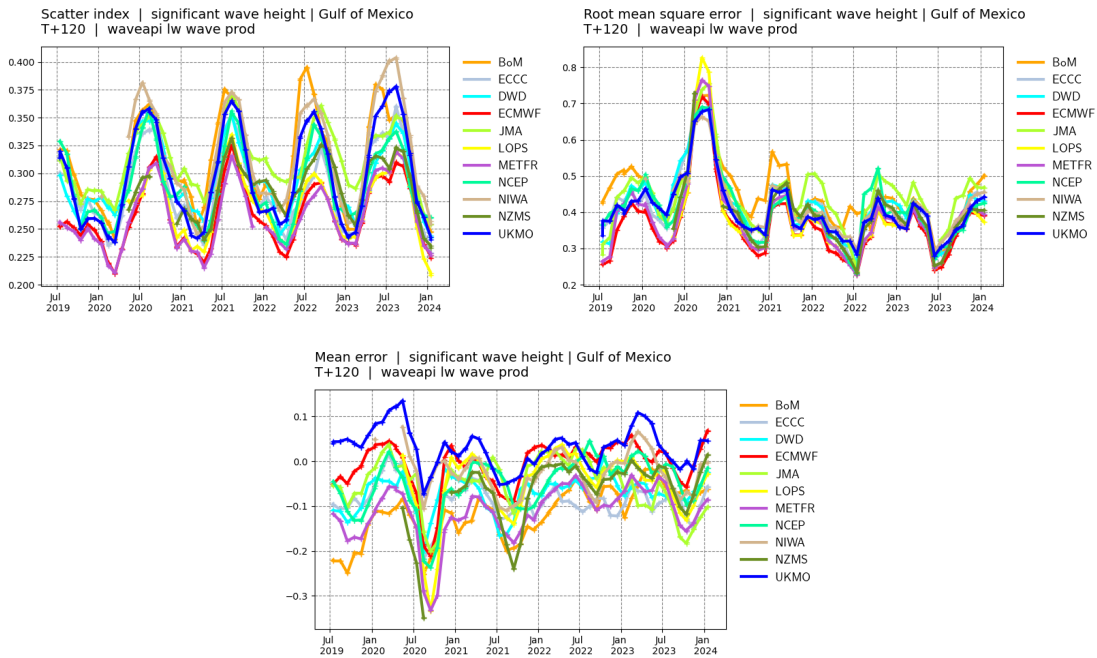 Scatter index | significant wave height | Gulf of Mexico
T+120 | waveapi lw wave prod
0.400
0.375
0.350
0.325
0.300
0.275
0.250
0.225
0.200
Jul
2019
Jan
2020
Jul
2020
Jan
2021
Jul
2021
Jan
2022
Jul
2022
Jan
2023
Jul
2023
Jan
2024
BoM
ECCC
DWD
ECMWF
JMA
LOPS
METFR
NCEP
NIWA
NZMS
UKMO
Root mean square error | significant wave height | Gulf of Mexico
T+120 | waveapi lw wave prod
0.8
0.7
0.6
0.5
0.4
0.3
0.2
Jul
2019
Jan
2020
Jul
2020
Jan
2021
Jul
2021
Jan
2022
Jul
2022
Jan
2023
Jul
2023
Jan
2024
BoM
ECCC
DWD
ECMWF
JMA
LOPS
METFR
NCEP
NIWA
NZMS
UKMO
Mean error | significant wave height | Gulf of Mexico
T+120 | waveapi lw wave prod
0.1
0.0
−0.1
−0.2
−0.3
Jul
2019
Jan
2020
Jul
2020
Jan
2021
Jul
2021
Jan
2022
Jul
2022
Jan
2023
Jul
2023
Jan
2024
BoM
ECCC
DWD
ECMWF
JMA
LOPS
METFR
NCEP
NIWA
NZMS
UKMO